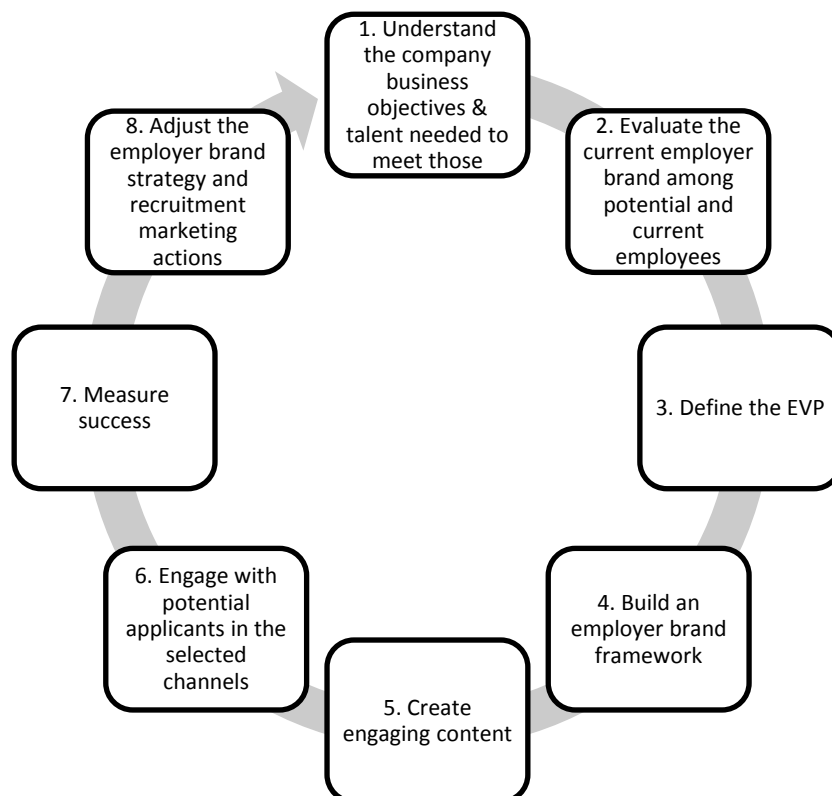 1. Understand
the company
business
objectives &
talent needed to
meet those
2. Evaluate the
current employer
brand among
potential and
current
employees
3. Define the EVP
4. Build an
employer brand
framework
5. Create
engaging content
6. Engage with
potential
applicants in the
selected
channels
7. Measure
success
8. Adjust the
employer brand
strategy and
recruitment
marketing
actions